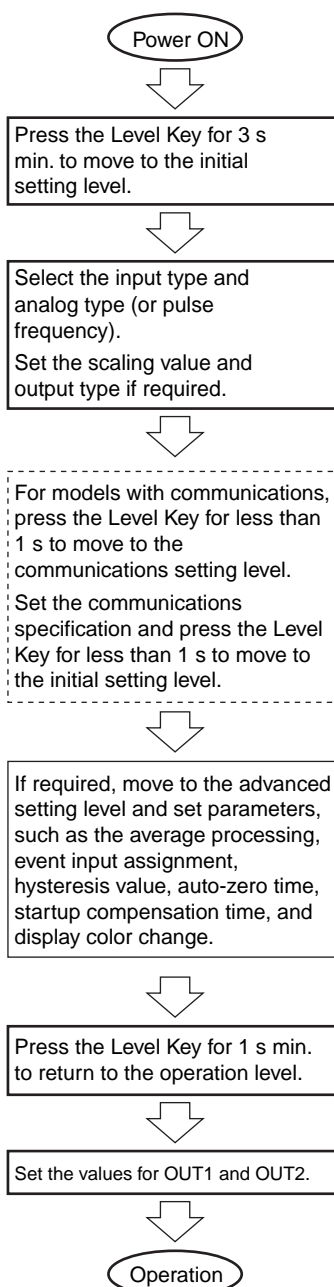 Power ON
Press the Level Key for 3 s
min. to move to the initial
setting level.
Select the input type and
analog type (or pulse
frequency).
Set the scaling value and
output type if required.
For models with communications,
press the Level Key for less than
1 s to move to the
communications setting level.
Set the communications
specification and press the Level
Key for less than 1 s to move to
the initial setting level.
If required, move to the advanced
setting level and set parameters,
such as the average processing,
event input assignment,
hysteresis value, auto-zero time,
startup compensation time, and
display color change.
Press the Level Key for 1 s min.
to return to the operation level.
Set the values for OUT1 and OUT2.
Operation